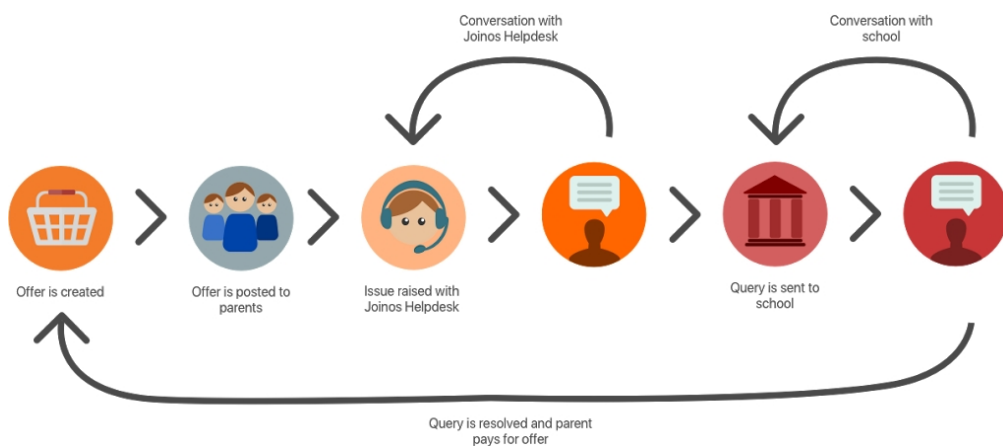 Conversation with
Joinos Helpdesk
Conversation with
school
Offer is created
Offer is posted to
parents
Issue raised with
Joinos Helpdesk
Query is sent to
school
Query is resolved and parent
pays for offer